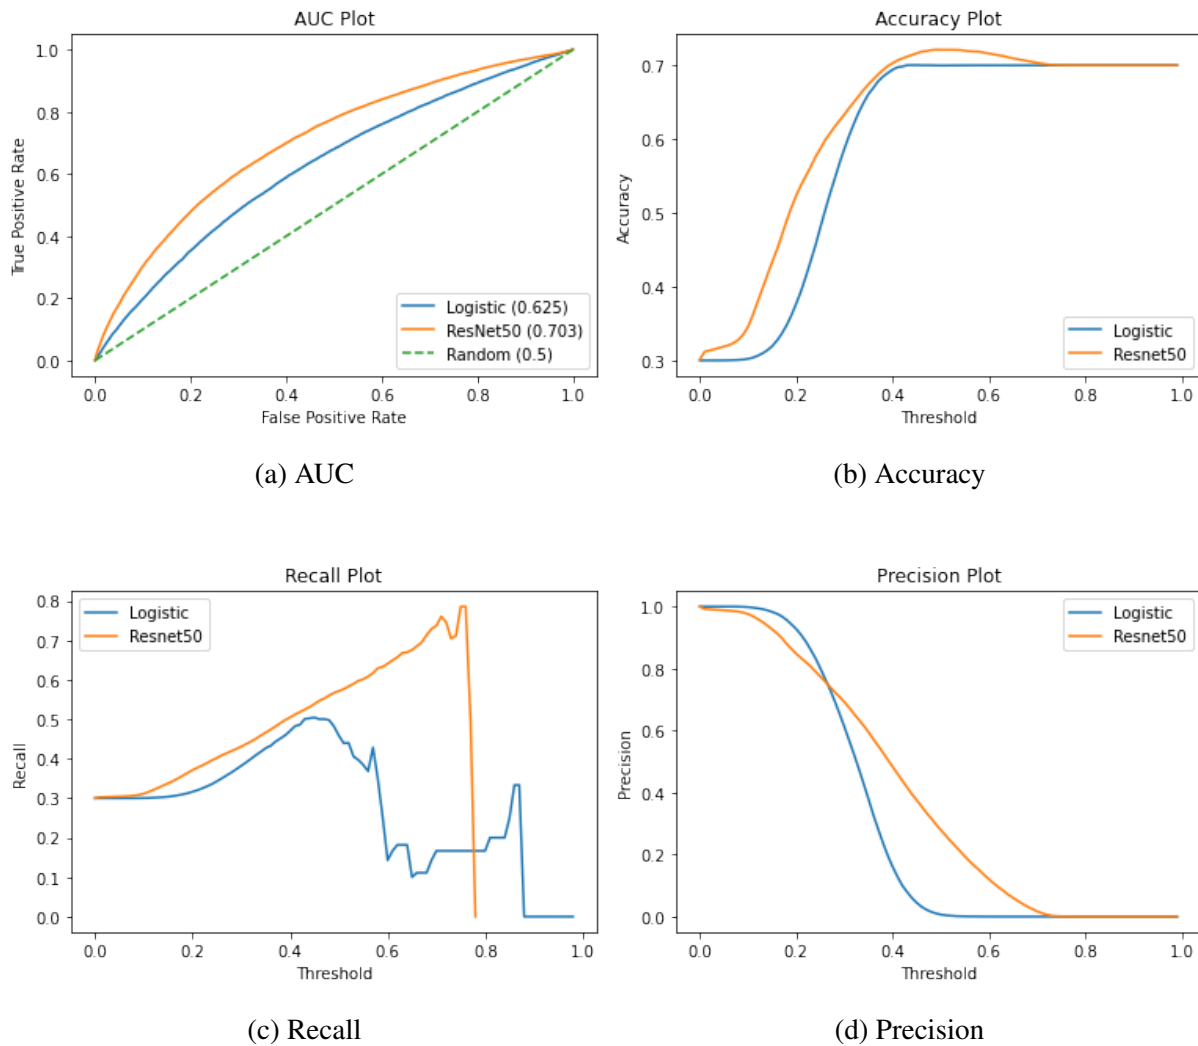 AUC Plot
True Positive Rate
1.0
0.8
0.6
0.4
0.2
0.0
Logistic (0.625)
ResNet50 (0.703)
Random (0.5)
0.0 0.2 0.4 0.6 0.8 1.0
False Positive Rate
(a) AUC
Accuracy Plot
Accuracy
0.7
0.6
0.5
0.4
0.3
Logistic
Resnet50
0.0 0.2 0.4 0.6 0.8 1.0
Threshold
(b) Accuracy
Recall Plot
Recall
0.8
0.7
0.6
0.5
0.4
0.3
0.2
0.1
0.0
Logistic
Resnet50
0.0 0.2 0.4 0.6 0.8 1.0
Threshold
(c) Recall
Precision Plot
Precision
1.0
0.8
0.6
0.4
0.2
0.0
Logistic
Resnet50
0.0 0.2 0.4 0.6 0.8 1.0
Threshold
(d) Precision